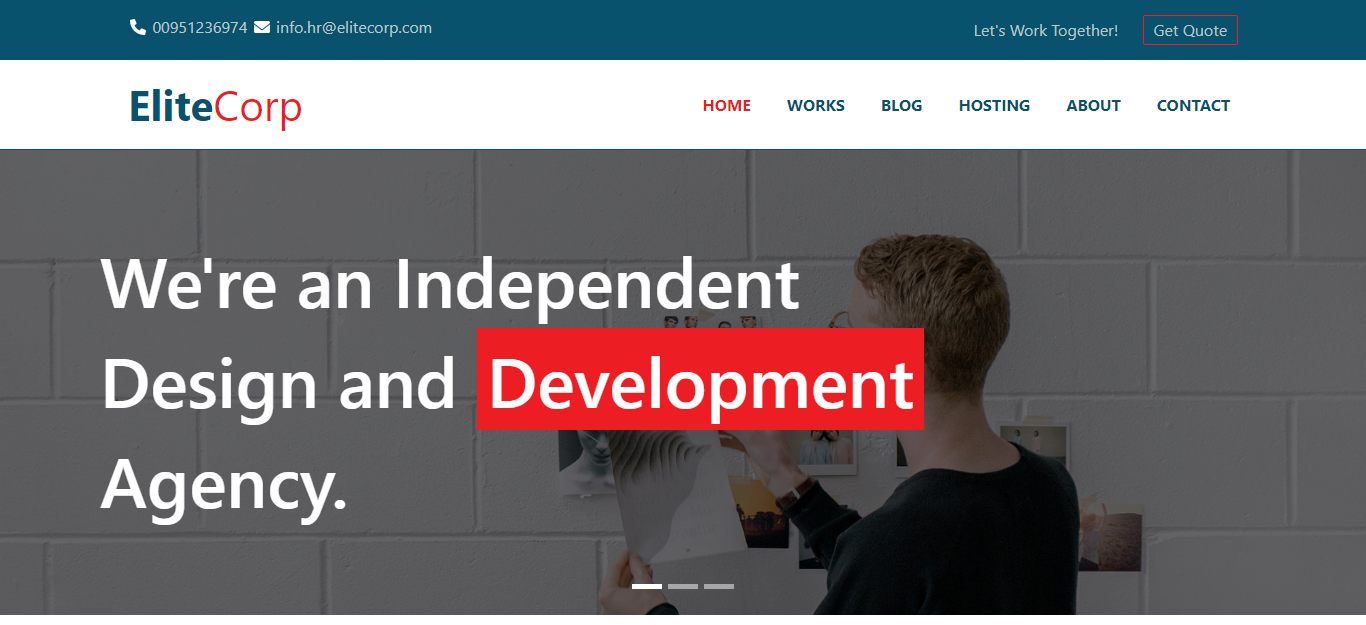 00951236974 info.hr@elitecorp.com
Let's Work Together! Get Quote
EliteCorp
HOME WORKS BLOG HOSTING ABOUT CONTACT
We're an Independent
Design and Development
Agency.